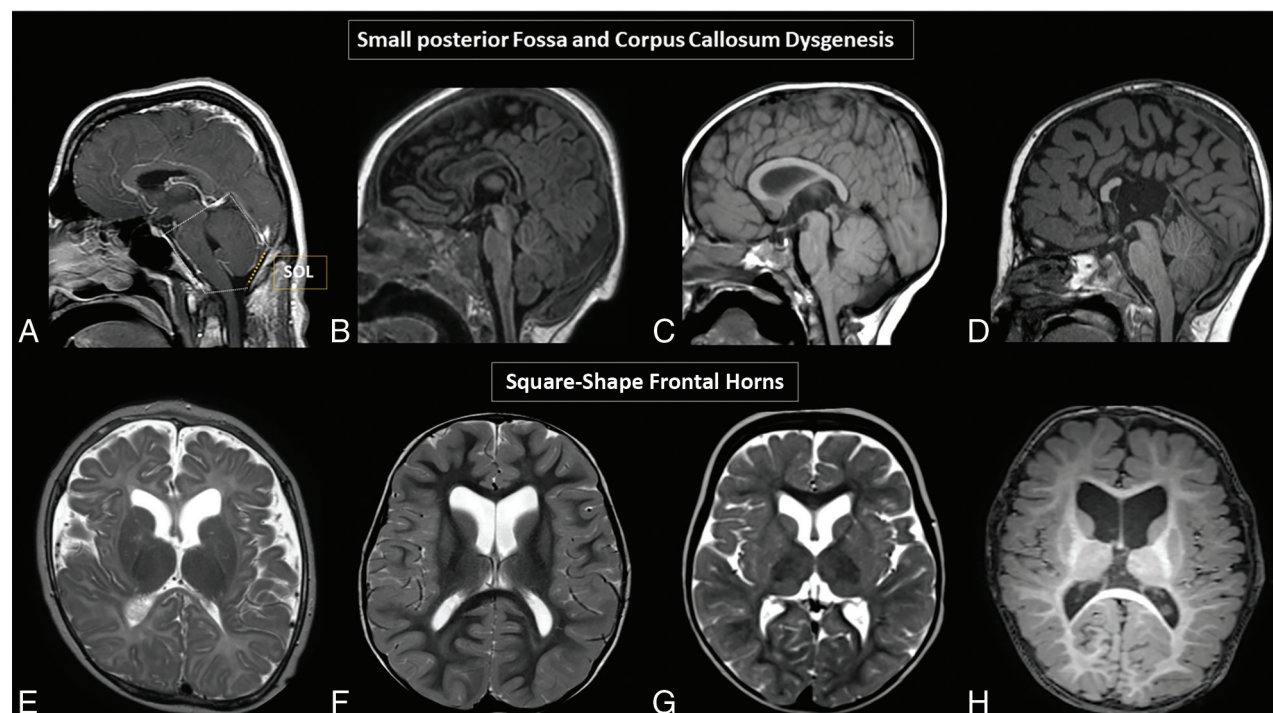 Small posterior Fossa and Corpus Callosum Dysgenesis
SOL
A
B
C
D
Square-Shape Frontal Horns
E
F
G
H